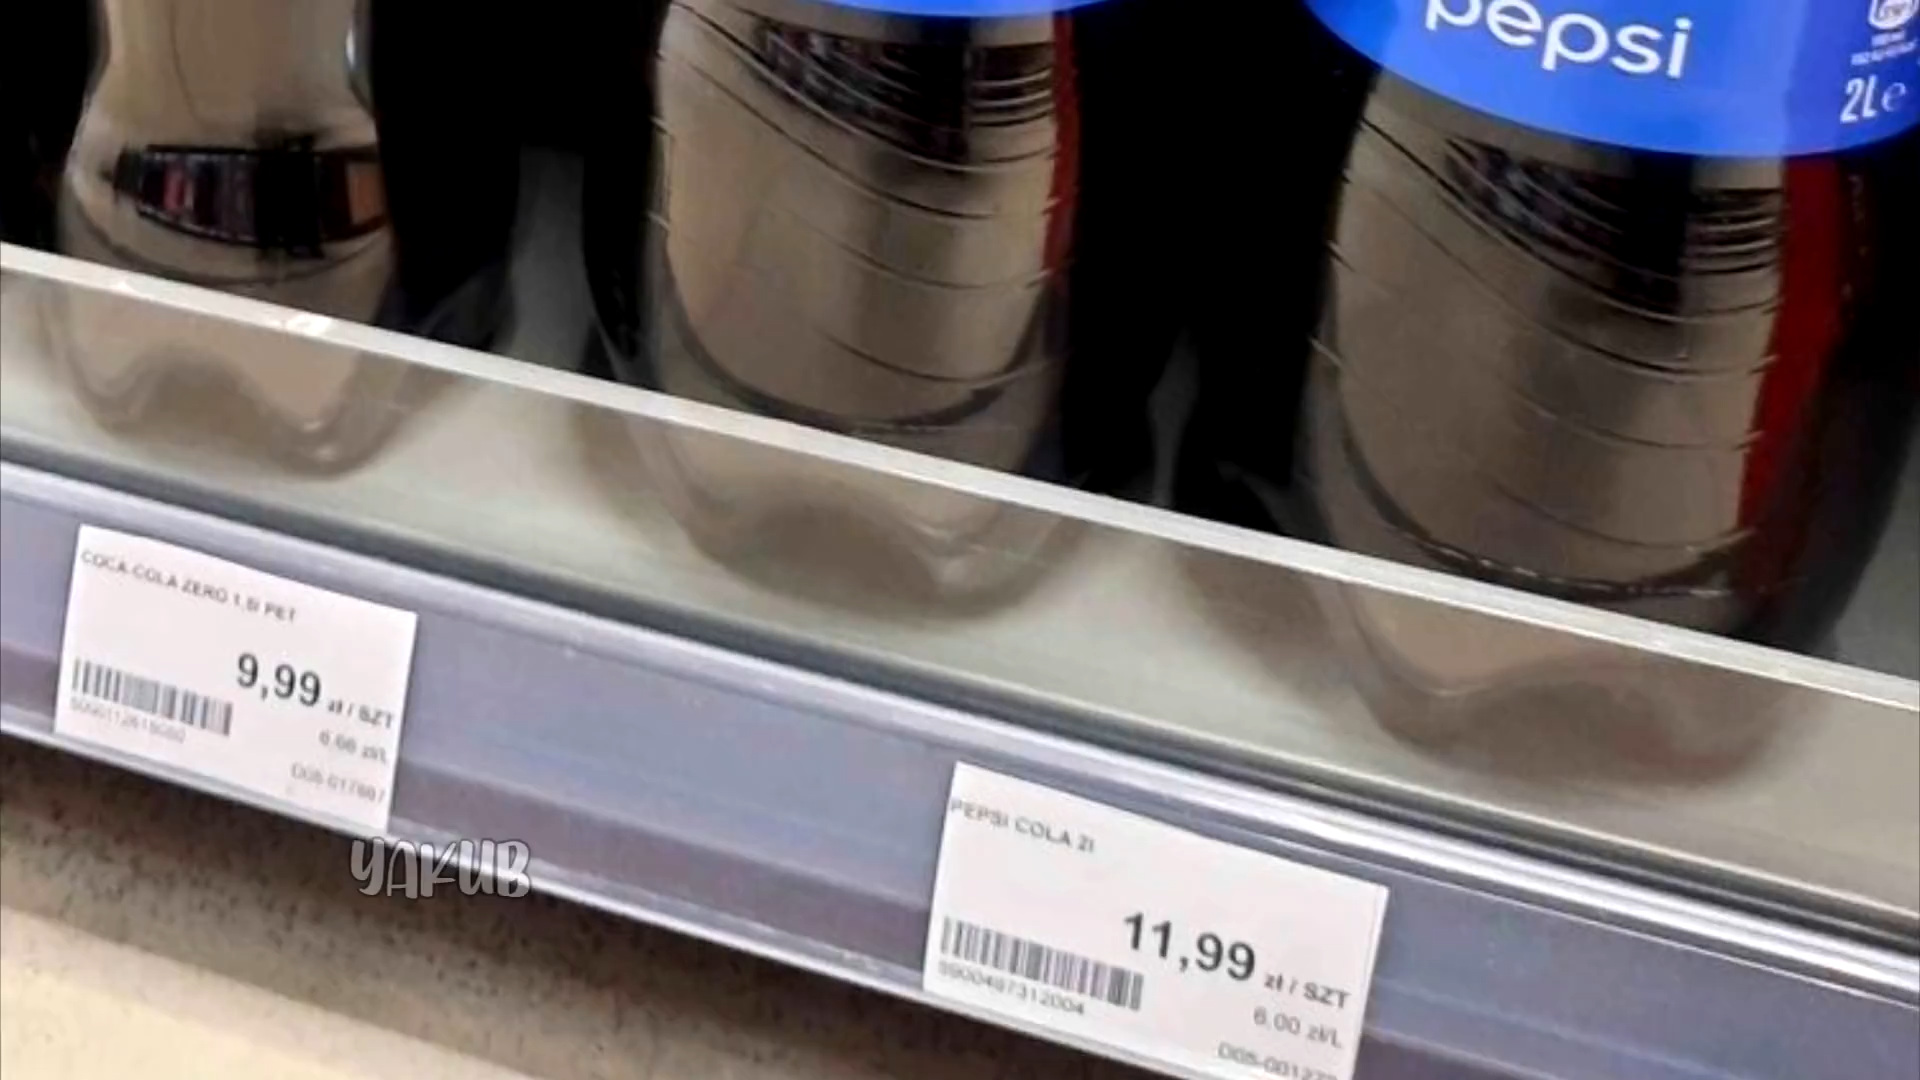 pepsi
2L e
COCA COLA ZERO 1,5l PET
9,99 zł / SZT
6.66 zł/L
YAKUB
PEPSI COLA 2l
11,99 zł / SZT
5900497312004
6.00 zł/L